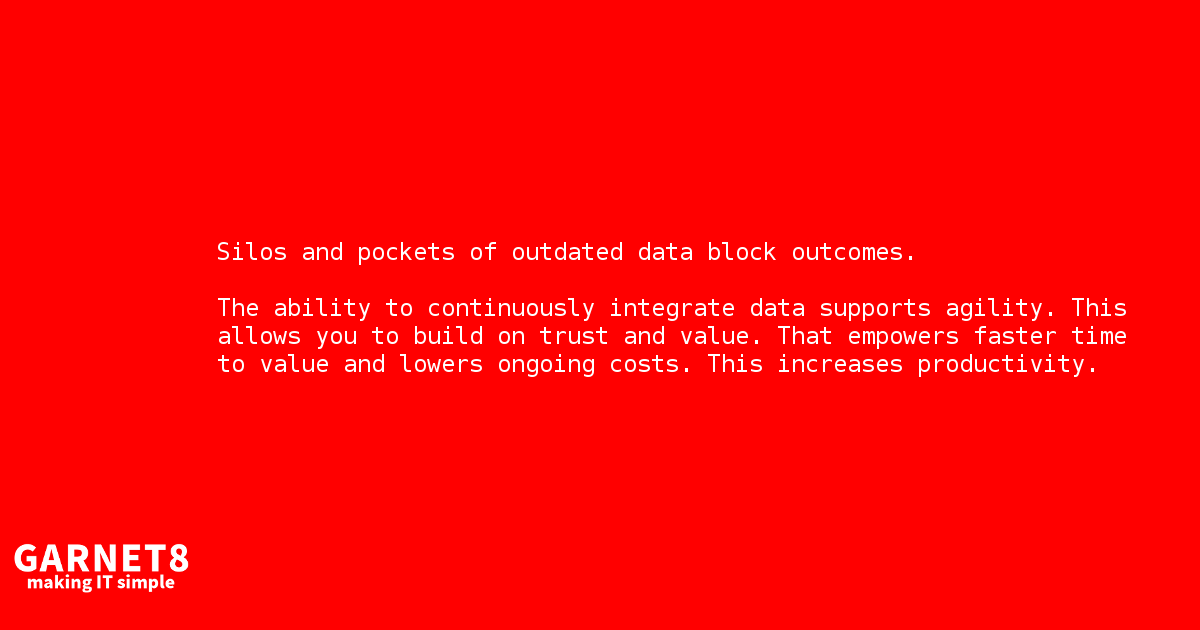 Silos and pockets of outdated data block outcomes.
The ability to continuously integrate data supports agility. This
allows you to build on trust and value. That empowers faster time
to value and lowers ongoing costs. This increases productivity.
GARNET8
making IT simple